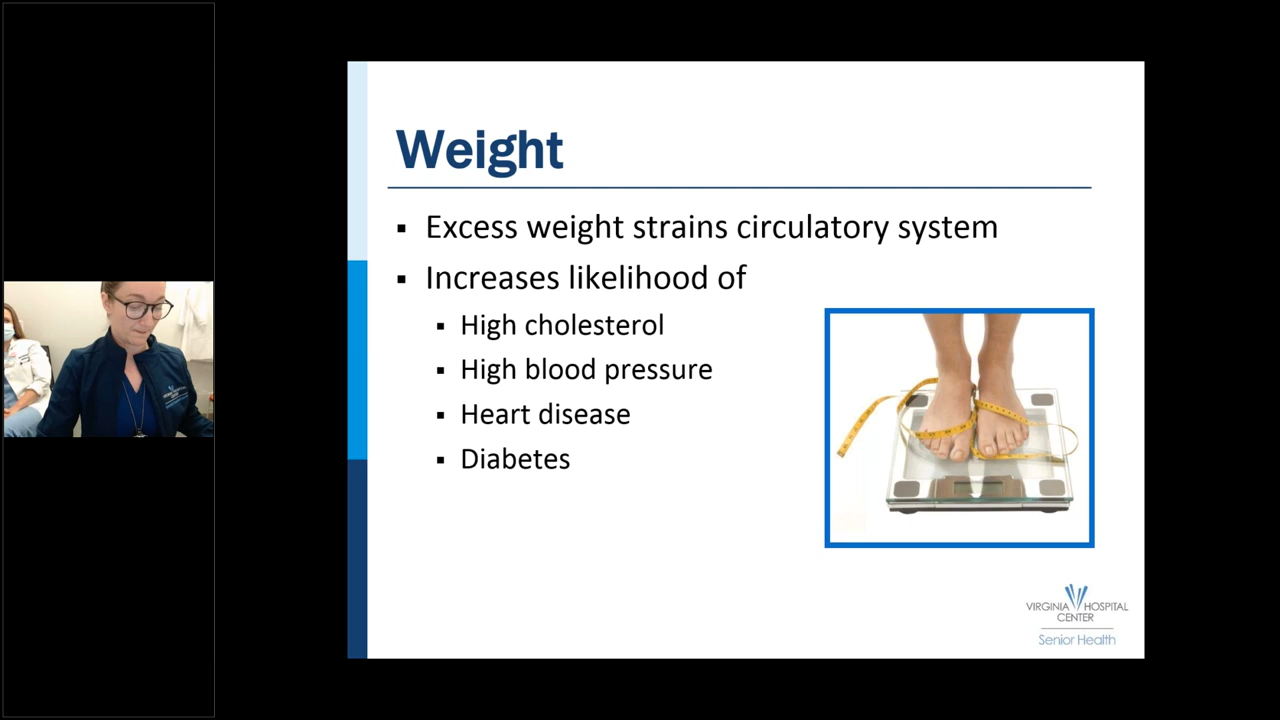 Weight
▪ Excess weight strains circulatory system
▪ Increases likelihood of
▪ High cholesterol
▪ High blood pressure
▪ Heart disease
▪ Diabetes
VIRGINIA HOSPITAL
CENTER
Senior Health